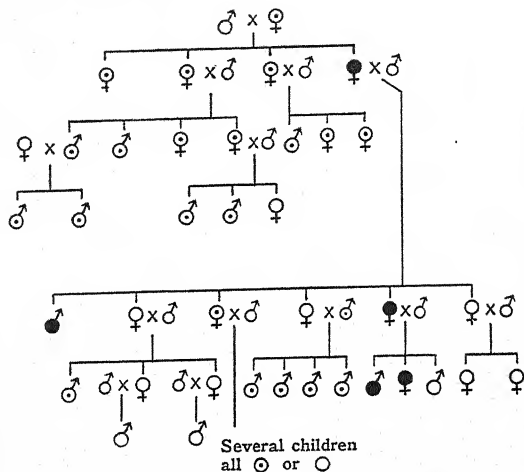 Several children
all ⊙ or ○